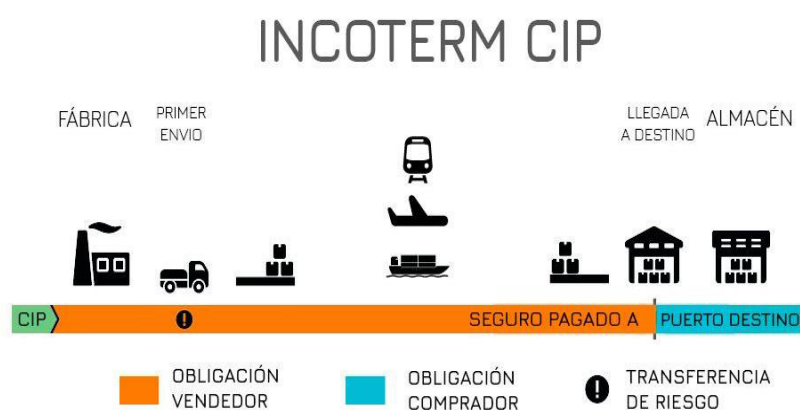 INCOTERM CIP
FÁBRICA
PRIMER
ENVIO
LLEGADA
A DESTINO
ALMACÉN
CIP
SEGURO PAGADO A
PUERTO DESTINO
OBLIGACIÓN
VENDEDOR
OBLIGACIÓN
COMPRADOR
TRANSFERENCIA
DE RIESGO